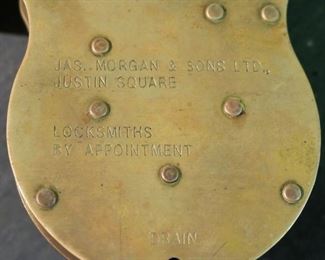 JAS. MORGAN & SONS LTD.,
JUSTIN SQUARE
LOCKSMITHS
BY APPOINTMENT
DRAIN